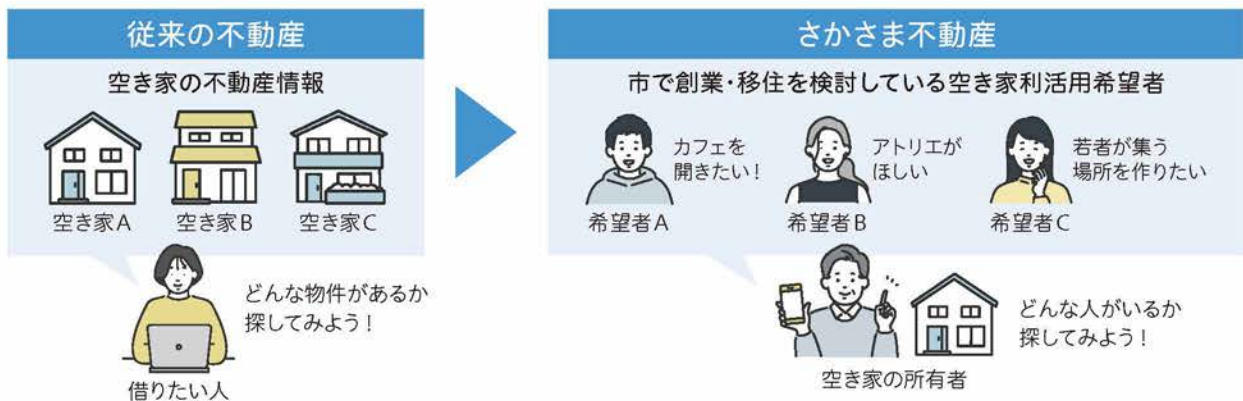 従来の不動産
空き家の不動産情報
空き家A
空き家B
空き家C
どんな物件があるか
探してみよう！
借りたい人
さかさま不動産
市で創業・移住を検討している空き家利活用希望者
カフェを
開きたい！
希望者A
アトリエが
ほしい
希望者B
若者が集う
場所を作りたい
希望者C
どんな人がいるか
探してみよう！
空き家の所有者